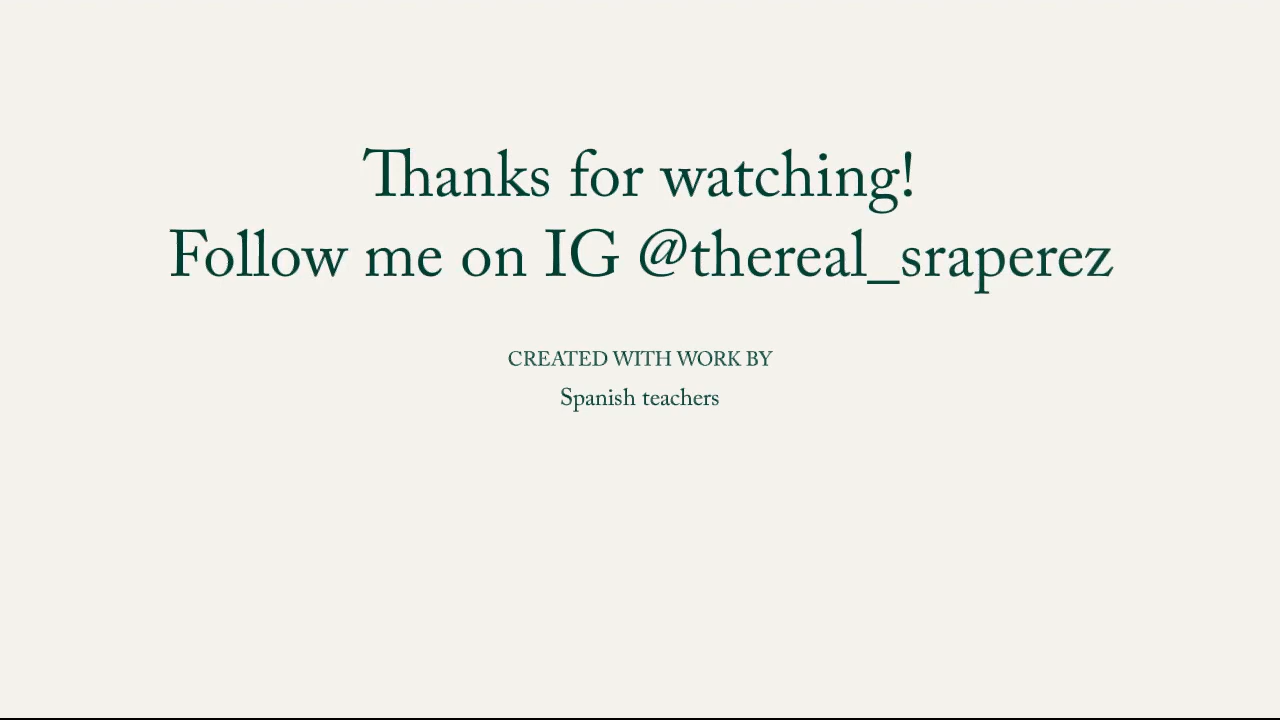 Thanks for watching!
Follow me on IG @thereal_sraperez
CREATED WITH WORK BY
Spanish teachers